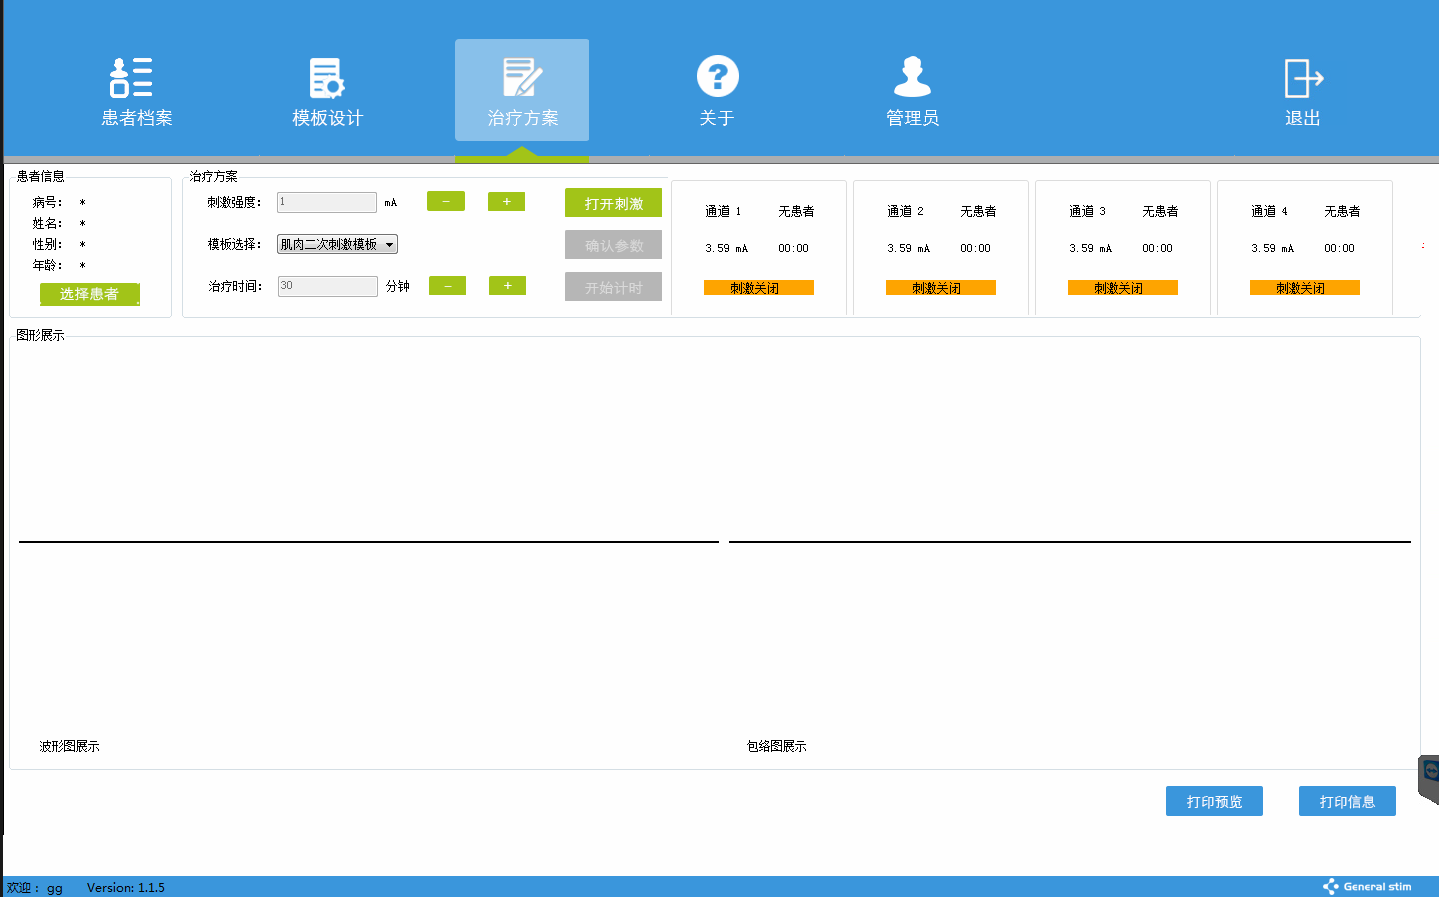 患者档案
模板设计
治疗方案
关于
管理员
退出
患者信息
病号： *
姓名： *
性别： *
年龄： *
选择患者
治疗方案
刺激强度： 1 mA - + 打开刺激
模板选择： 肌肉二次刺激模板 确认参数
治疗时间： 30 分钟 - + 开始计时
通道 1 无患者
3.59 mA 00:00
刺激关闭
通道 2 无患者
3.59 mA 00:00
刺激关闭
通道 3 无患者
3.59 mA 00:00
刺激关闭
通道 4 无患者
3.59 mA 00:00
刺激关闭
图形展示
波形图展示
包络图展示
打印预览
打印信息
欢迎： gg Version: 1.1.5
General stim